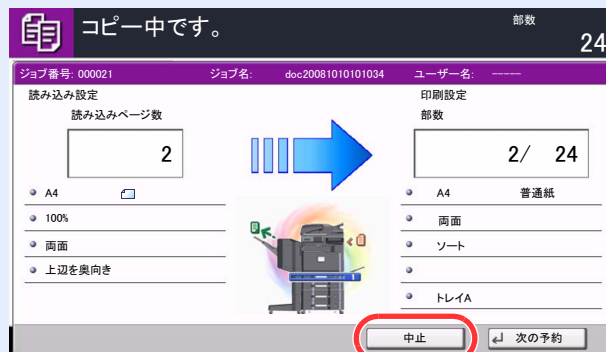 コピー中です。
部数
24
ジョブ番号: 000021 ジョブ名: doc20081010101034 ユーザー名: -----
読み込み設定
読み込みページ数
2
A4
100%
両面
上辺を奥向き
印刷設定
部数
2/ 24
A4 普通紙
両面
ソート
トレイA
中止
次の予約